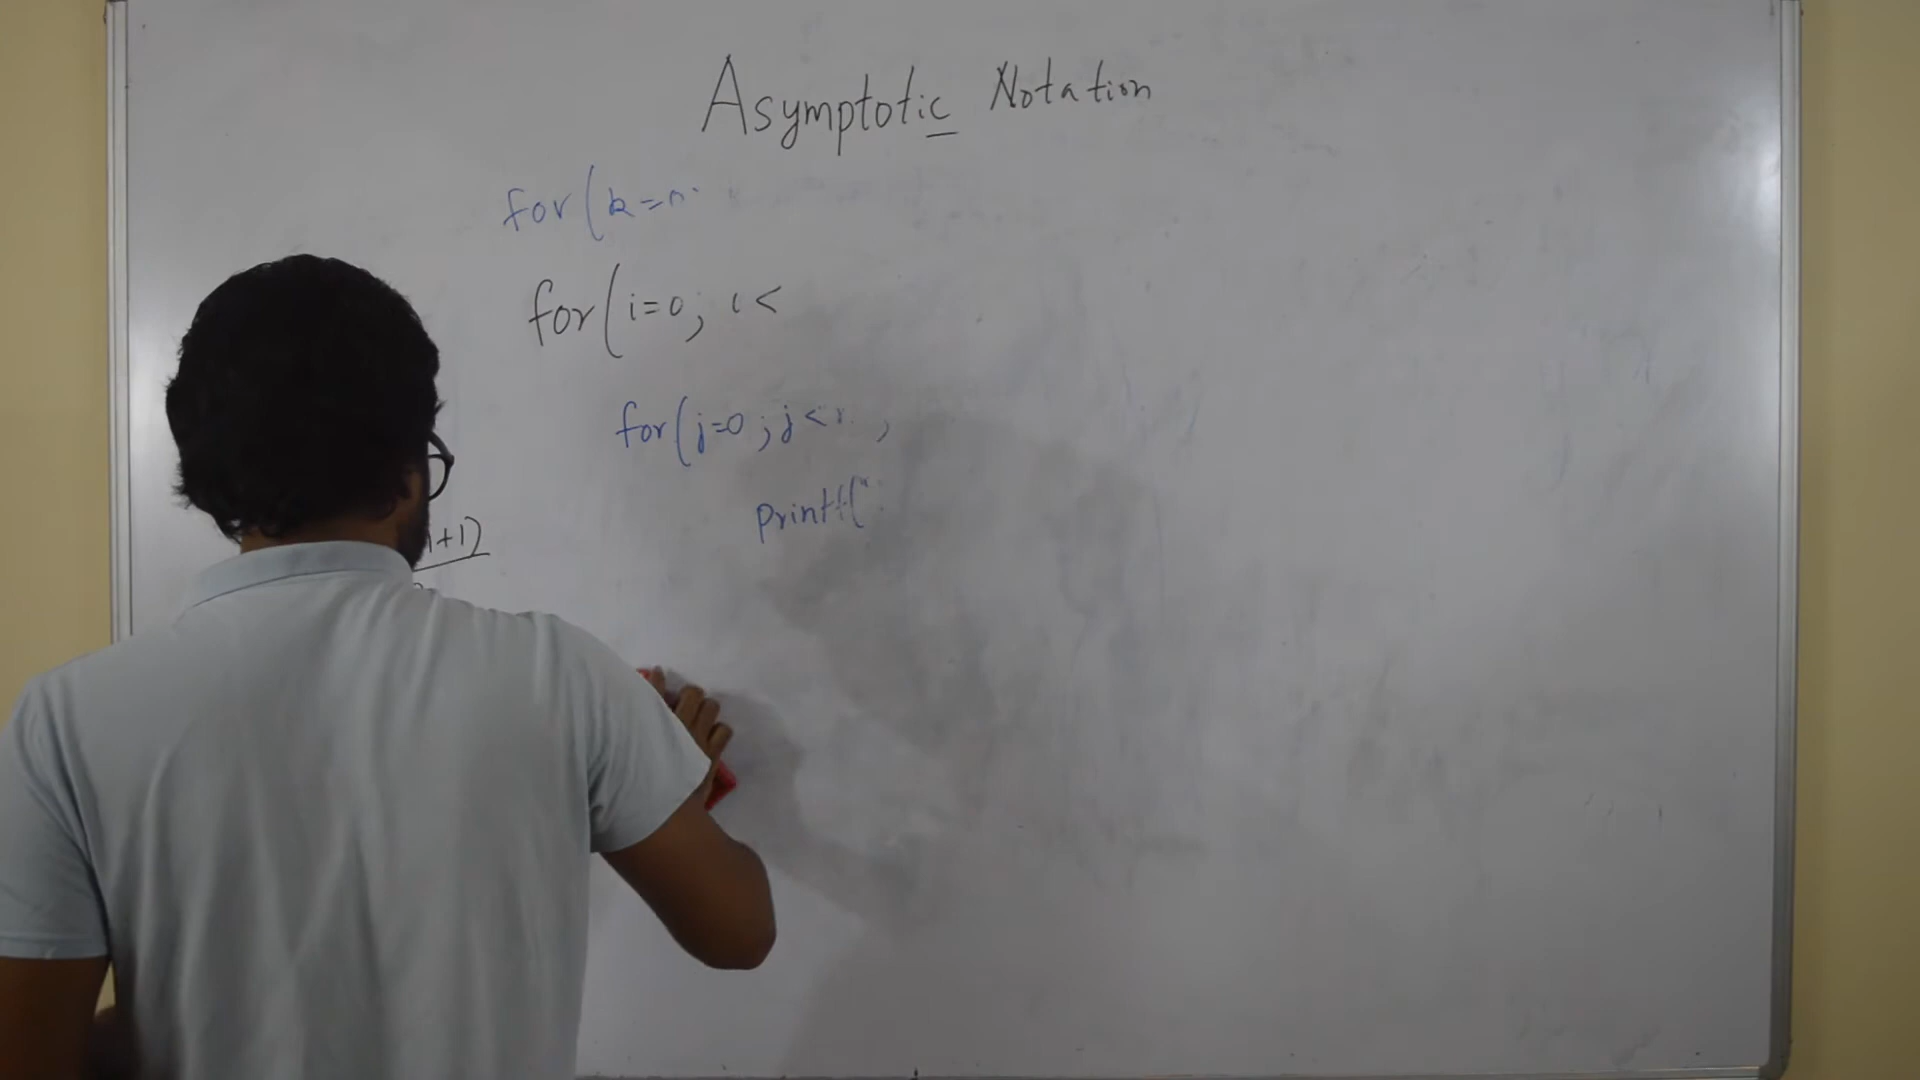 Asymptotic Notation
for(k=n
for(i=0; i<
for(j=0; j<n ;
printf("
+1)